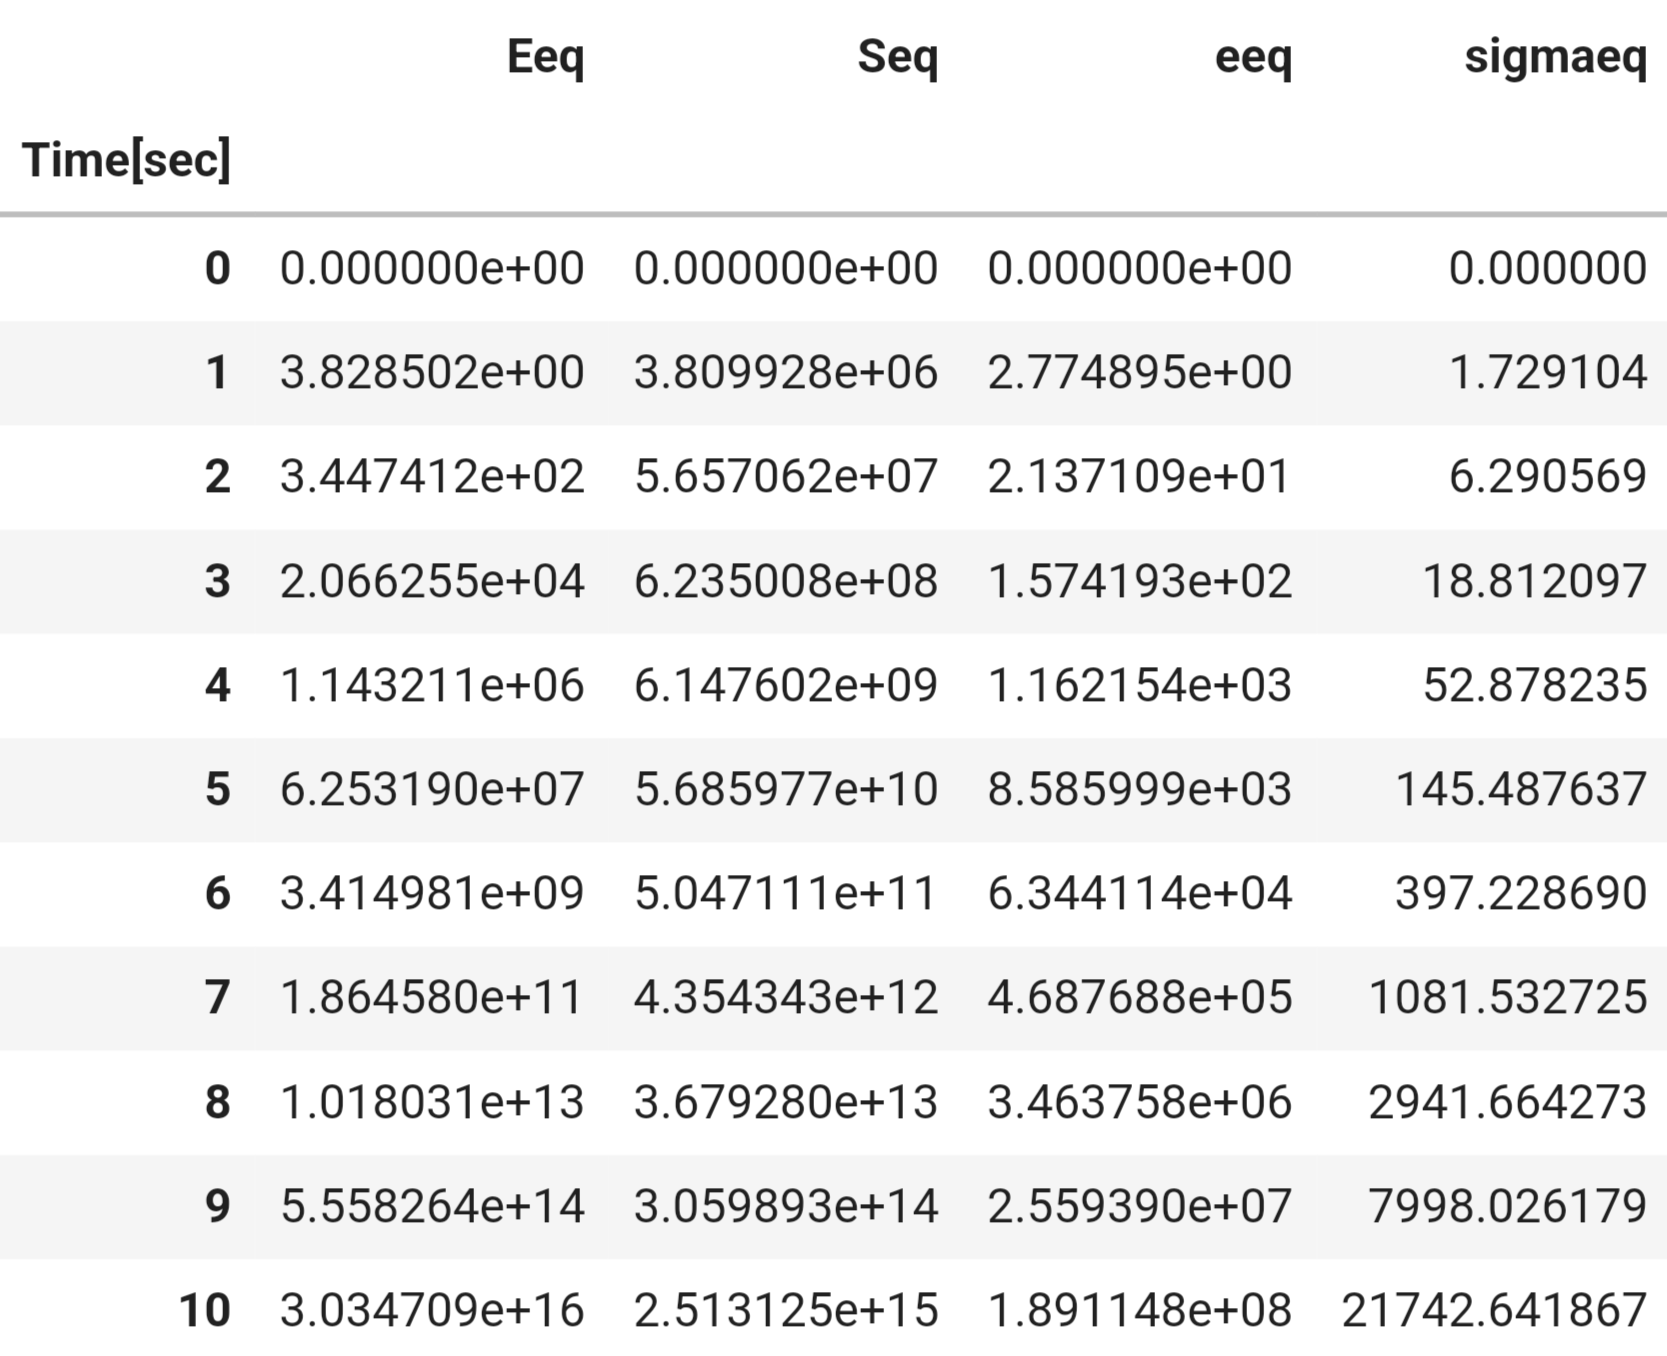 Eeq Seq eeq sigmaeq
Time[sec]
0 0.000000e+00 0.000000e+00 0.000000e+00 0.000000
1 3.828502e+00 3.809928e+06 2.774895e+00 1.729104
2 3.447412e+02 5.657062e+07 2.137109e+01 6.290569
3 2.066255e+04 6.235008e+08 1.574193e+02 18.812097
4 1.143211e+06 6.147602e+09 1.162154e+03 52.878235
5 6.253190e+07 5.685977e+10 8.585999e+03 145.487637
6 3.414981e+09 5.047111e+11 6.344114e+04 397.228690
7 1.864580e+11 4.354343e+12 4.687688e+05 1081.532725
8 1.018031e+13 3.679280e+13 3.463758e+06 2941.664273
9 5.558264e+14 3.059893e+14 2.559390e+07 7998.026179
10 3.034709e+16 2.513125e+15 1.891148e+08 21742.641867